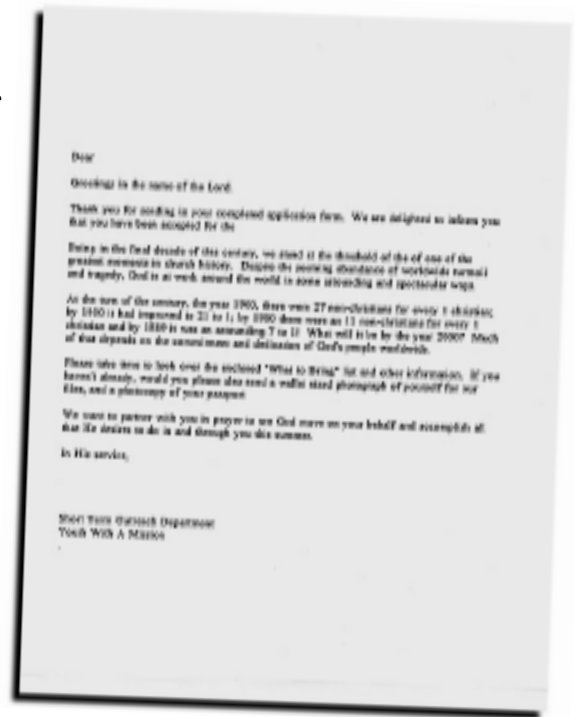 Dear
Greetings in the name of the Lord.
Thank you for sending in your completed application form. We are delighted to inform you
that you have been accepted for the
Being in the final decade of this century, we stand at the threshold of the of one of the
greatest moments in church history. Despite the seeming abundance of worldwide turmoil
and tragedy, God is at work around the world in some astounding and spectacular ways.
At the turn of the century, the year 1900, there were 27 non-christians for every 1 christian;
by it had improved to 21 to 1; by 1980 there were an 11 non-christians for every 1
christian and by 1989 it was an astounding 7 to 1! What will it be by the year 2000? Much
of that depends on the commitment and dedication of God's people worldwide.
Please take time to look over the enclosed "What to Bring" list and other information. If you
haven't already, would you please also send a wallet sized photograph of yourself for our
files, and a photocopy of your passport.
We want to partner with you in prayer to see God move on your behalf and accomplish all
that He desires to do in and through you this summer.
In His service,
Short Term Outreach Department
Youth With A Mission